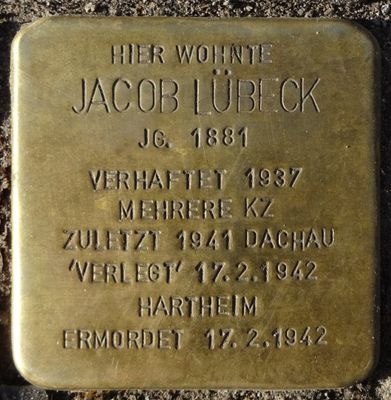 HIER WOHNTE
JACOB LÜBECK
JG. 1881
VERHAFTET 1937
MEHRERE KZ
ZULETZT 1941 DACHAU
'VERLEGT' 17.2.1942
HARTHEIM
ERMORDET 17.2.1942